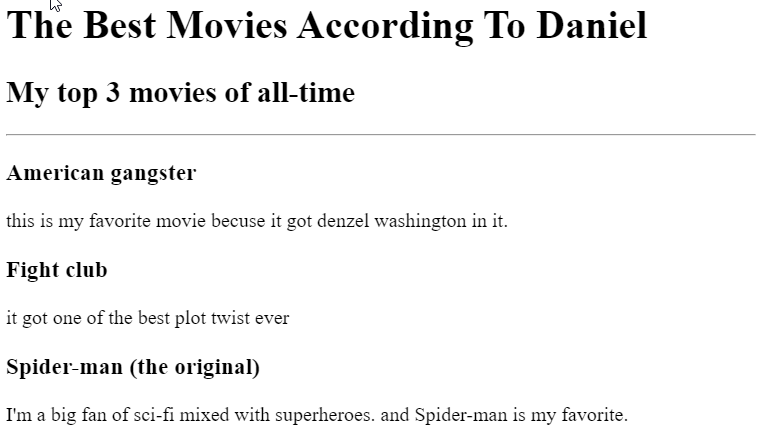 The Best Movies According To Daniel
My top 3 movies of all-time
American gangster
this is my favorite movie becuse it got denzel washington in it.
Fight club
it got one of the best plot twist ever
Spider-man (the original)
I'm a big fan of sci-fi mixed with superheroes. and Spider-man is my favorite.